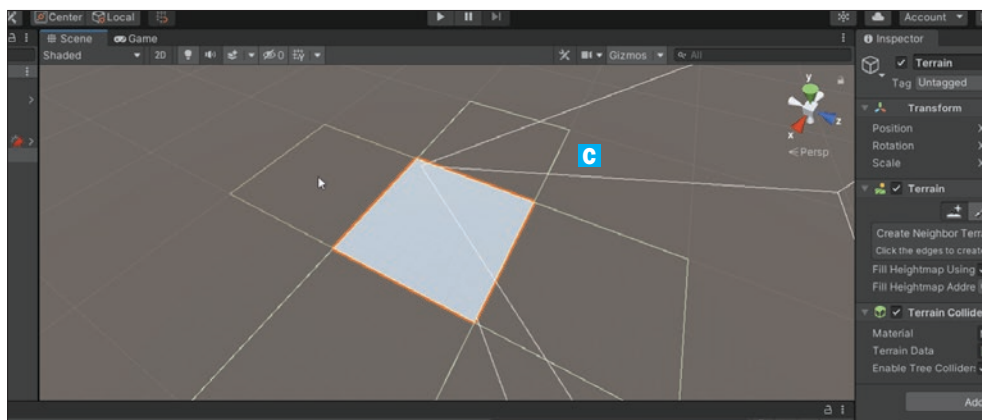 Center Local
Account
Scene Game
Inspector
Shaded 2D 0 Gizmos All
Terrain
Tag Untagged
y
z
x
Persp
C
Transform
Position X
Rotation X
Scale X
Terrain
Create Neighbor Terra
Click the edges to create
Fill Heightmap Using
Fill Heightmap Addre
Terrain Collide
Material
Terrain Data
Enable Tree Colliders
Add